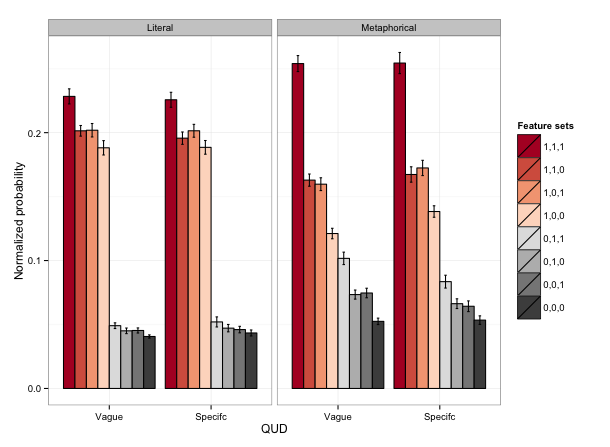 Literal
Metaphorical
Normalized probability
0.2
0.1
0.0
Vague
Specifc
Vague
Specifc
QUD
Feature sets
1,1,1
1,1,0
1,0,1
1,0,0
0,1,1
0,1,0
0,0,1
0,0,0